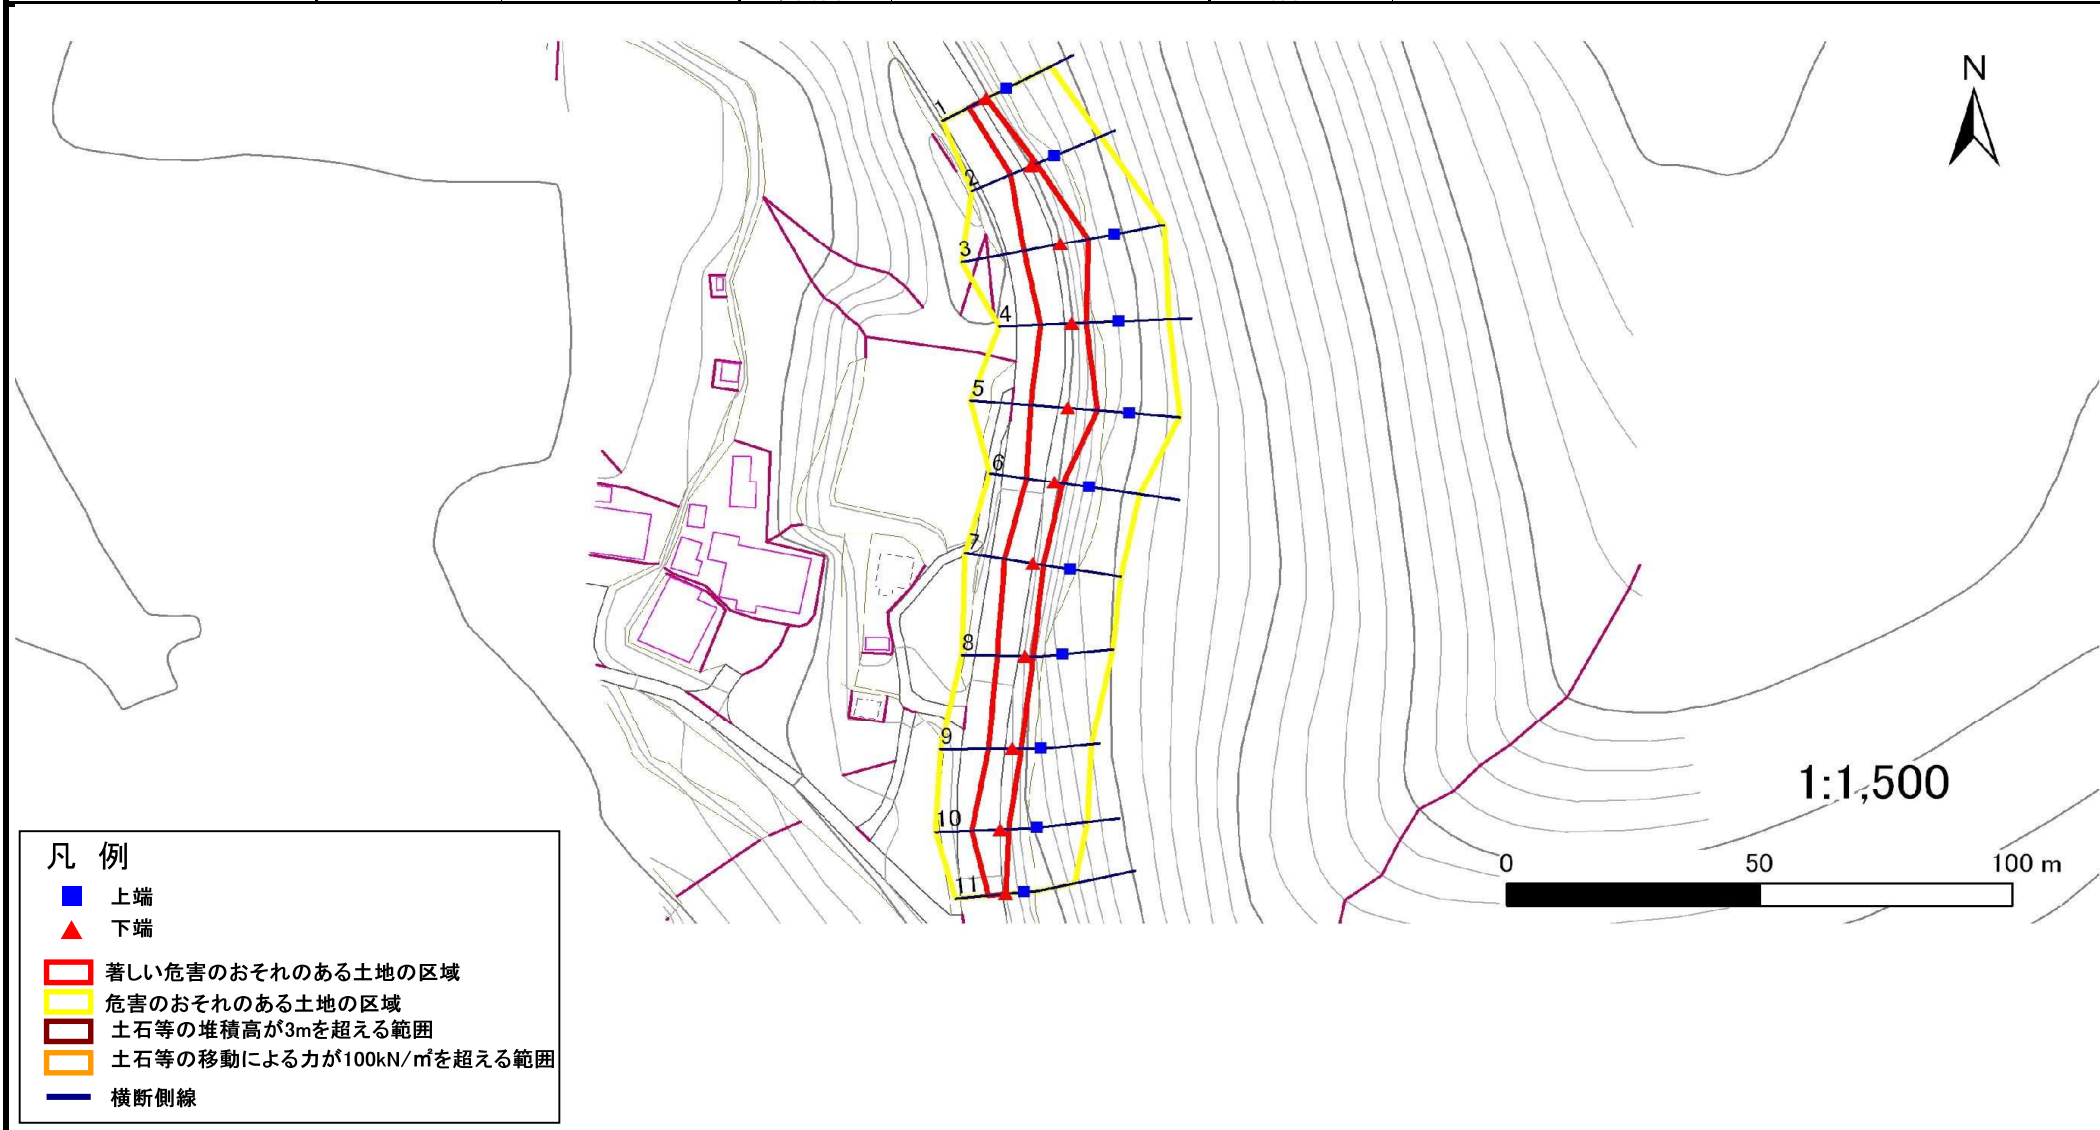 N
1
2
3
4
5
6
7
8
9
10
11
1:1,500
0 50 100 m
凡 例
上端
下端
著しい危害のおそれのある土地の区域
危害のおそれのある土地の区域
土石等の堆積高が3mを超える範囲
土石等の移動による力が100kN/㎡を超える範囲
横断側線